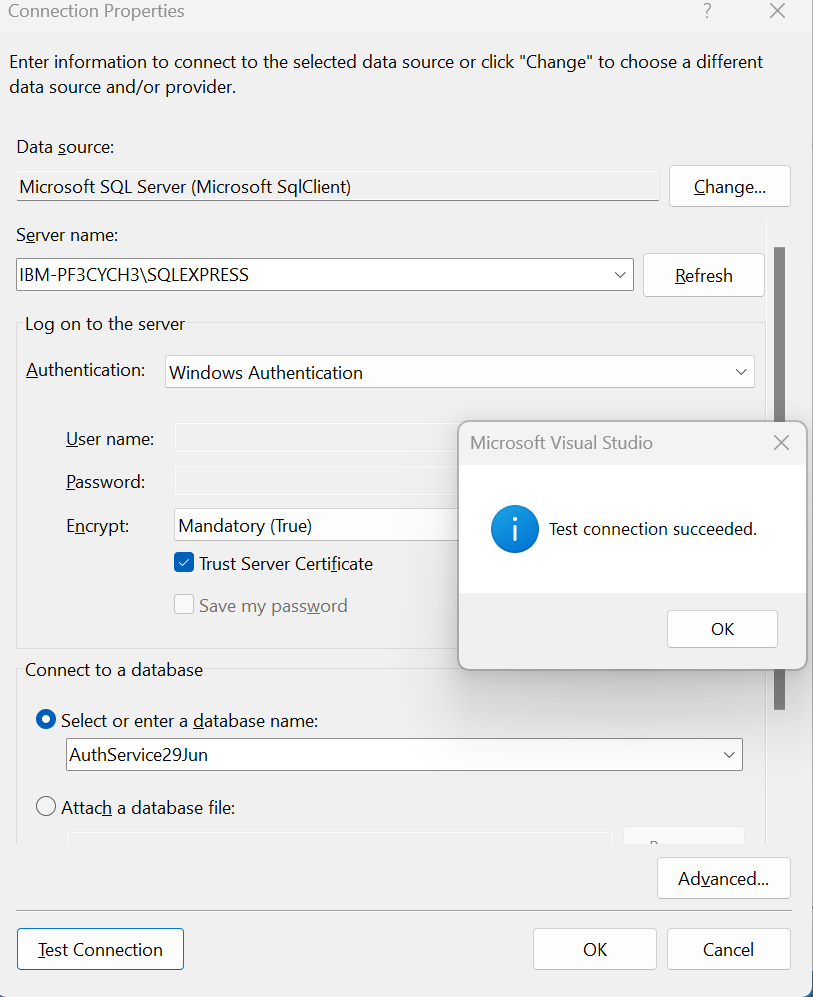 Connection Properties
?
Enter information to connect to the selected data source or click "Change" to choose a different
data source and/or provider.
Data source:
Microsoft SQL Server (Microsoft SqlClient)
Change...
Server name:
IBM-PF3CYCH3\SQLEXPRESS
Refresh
Log on to the server
Authentication:
Windows Authentication
User name:
Password:
Encrypt:
Mandatory (True)
Trust Server Certificate
Save my password
Microsoft Visual Studio
Test connection succeeded.
OK
Connect to a database
Select or enter a database name:
AuthService29Jun
Attach a database file:
Advanced...
Test Connection
OK
Cancel